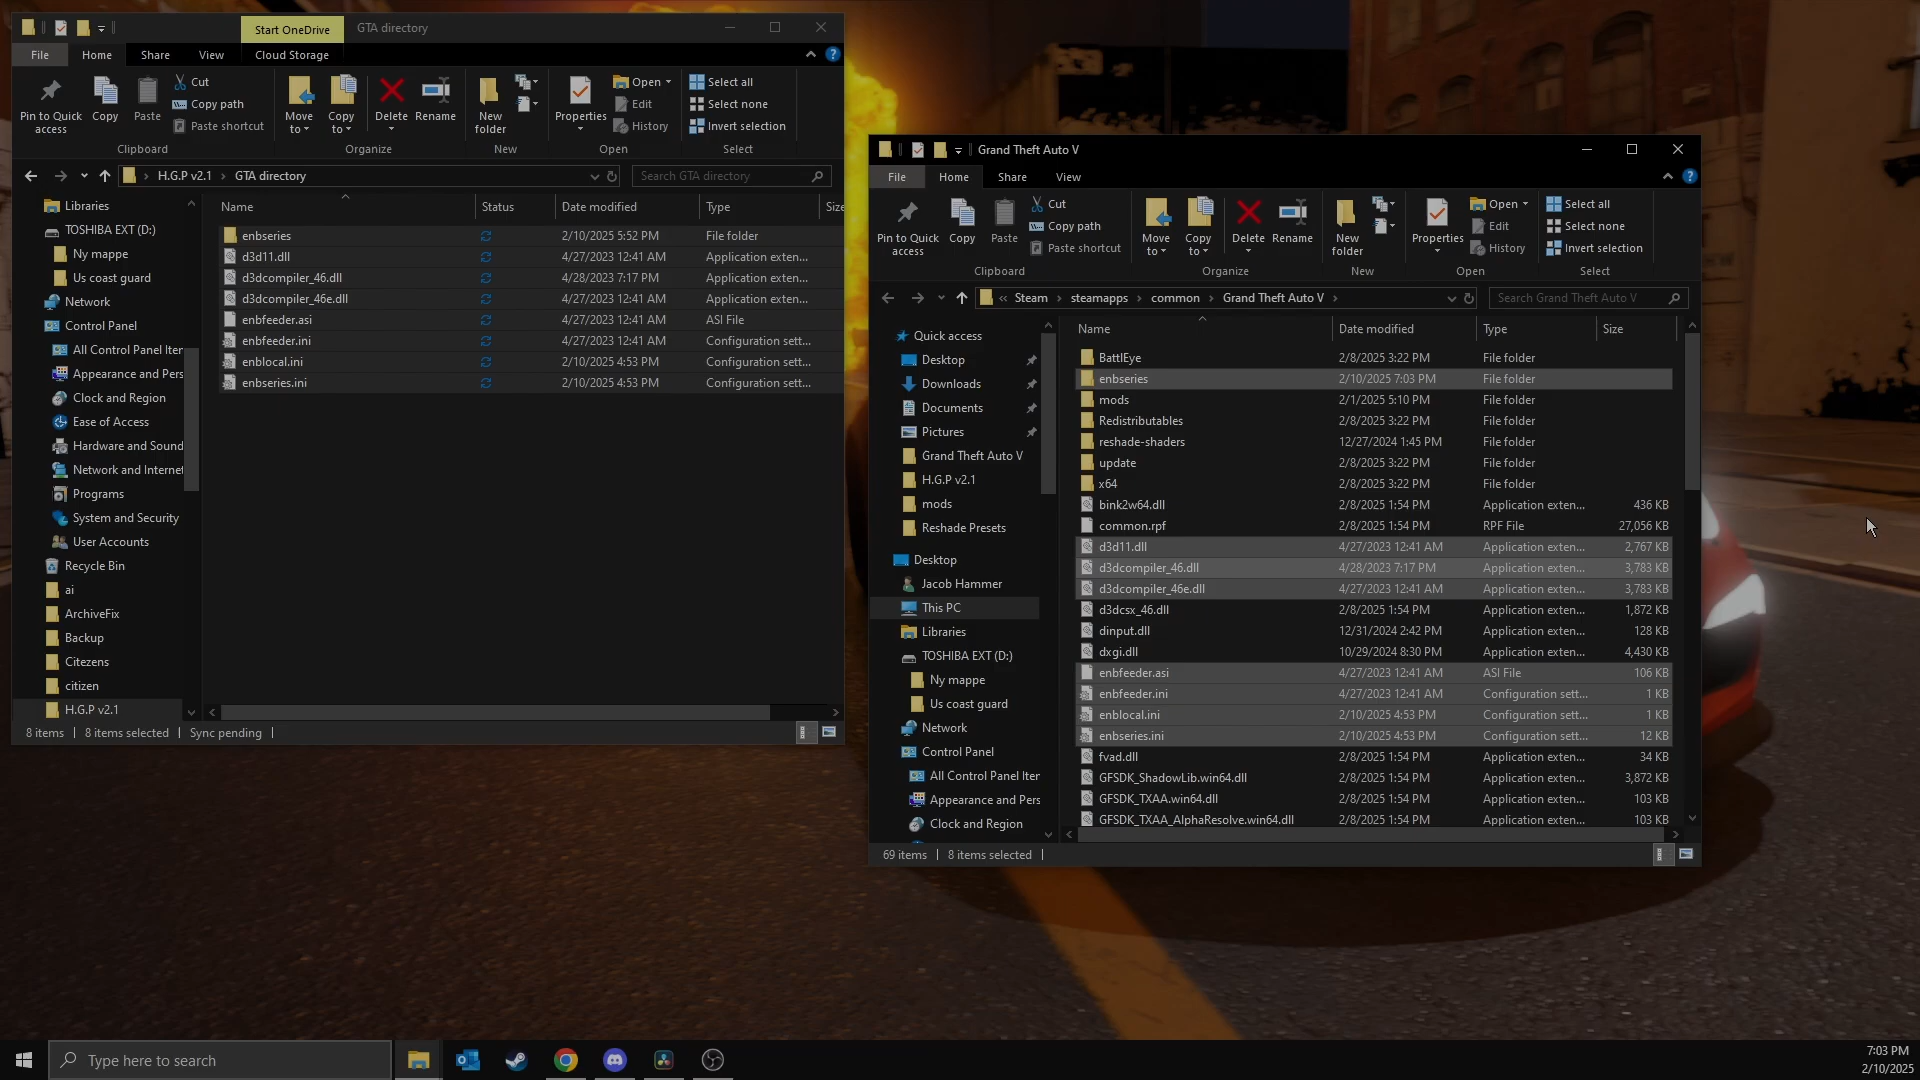 Start OneDrive
GTA directory
File
Home
Share
View
Cloud Storage
Pin to Quick access
Copy
Paste
Cut
Copy path
Paste shortcut
Clipboard
Move to
Copy to
Delete
Rename
Organize
New folder
New
Properties
Open
Edit
History
Open
Select all
Select none
Invert selection
Select
H.G.P v2.1 › GTA directory
Search GTA directory
Name Status Date modified Type Size
enbseries 2/10/2025 5:52 PM File folder
d3d11.dll 4/27/2023 12:41 AM Application exten...
d3dcompiler_46.dll 4/28/2023 7:17 PM Application exten...
d3dcompiler_46e.dll 4/27/2023 12:41 AM Application exten...
enbfeeder.asi 4/27/2023 12:41 AM ASI File
enbfeeder.ini 4/27/2023 12:41 AM Configuration sett...
enblocal.ini 2/10/2025 4:53 PM Configuration sett...
enbseries.ini 2/10/2025 4:53 PM Configuration sett...
Libraries
TOSHIBA EXT (D:)
Ny mappe
Us coast guard
Network
Control Panel
All Control Panel Iter
Appearance and Pers
Clock and Region
Ease of Access
Hardware and Sound
Network and Internet
Programs
System and Security
User Accounts
Recycle Bin
ai
ArchiveFix
Backup
Citezens
citizen
H.G.P v2.1
8 items
8 items selected
Sync pending
Grand Theft Auto V
File
Home
Share
View
Pin to Quick access
Copy
Paste
Cut
Copy path
Paste shortcut
Clipboard
Move to
Copy to
Delete
Rename
Organize
New folder
New
Properties
Open
Edit
History
Open
Select all
Select none
Invert selection
Select
« Steam › steamapps › common › Grand Theft Auto V ›
Search Grand Theft Auto V
Quick access
Desktop
Downloads
Documents
Pictures
Grand Theft Auto V
H.G.P v2.1
mods
Reshade Presets
Desktop
Jacob Hammer
This PC
Libraries
TOSHIBA EXT (D:)
Ny mappe
Us coast guard
Network
Control Panel
All Control Panel Iter
Appearance and Pers
Clock and Region
Name Date modified Type Size
BattlEye 2/8/2025 3:22 PM File folder
enbseries 2/10/2025 7:03 PM File folder
mods 2/1/2025 5:10 PM File folder
Redistributables 2/8/2025 3:22 PM File folder
reshade-shaders 12/27/2024 1:45 PM File folder
update 2/8/2025 3:22 PM File folder
x64 2/8/2025 3:22 PM File folder
bink2w64.dll 2/8/2025 1:54 PM Application exten... 436 KB
common.rpf 2/8/2025 1:54 PM RPF File 27,056 KB
d3d11.dll 4/27/2023 12:41 AM Application exten... 2,767 KB
d3dcompiler_46.dll 4/28/2023 7:17 PM Application exten... 3,783 KB
d3dcompiler_46e.dll 4/27/2023 12:41 AM Application exten... 3,783 KB
d3dcsx_46.dll 2/8/2025 1:54 PM Application exten... 1,872 KB
dinput.dll 12/31/2024 2:42 PM Application exten... 128 KB
dxgi.dll 10/29/2024 8:30 PM Application exten... 4,430 KB
enbfeeder.asi 4/27/2023 12:41 AM ASI File 106 KB
enbfeeder.ini 4/27/2023 12:41 AM Configuration sett... 1 KB
enblocal.ini 2/10/2025 4:53 PM Configuration sett... 1 KB
enbseries.ini 2/10/2025 4:53 PM Configuration sett... 12 KB
fvad.dll 2/8/2025 1:54 PM Application exten... 34 KB
GFSDK_ShadowLib.win64.dll 2/8/2025 1:54 PM Application exten... 3,872 KB
GFSDK_TXAA.win64.dll 2/8/2025 1:54 PM Application exten... 103 KB
GFSDK_TXAA_AlphaResolve.win64.dll 2/8/2025 1:54 PM Application exten... 103 KB
69 items
8 items selected
Type here to search
7:03 PM
2/10/2025